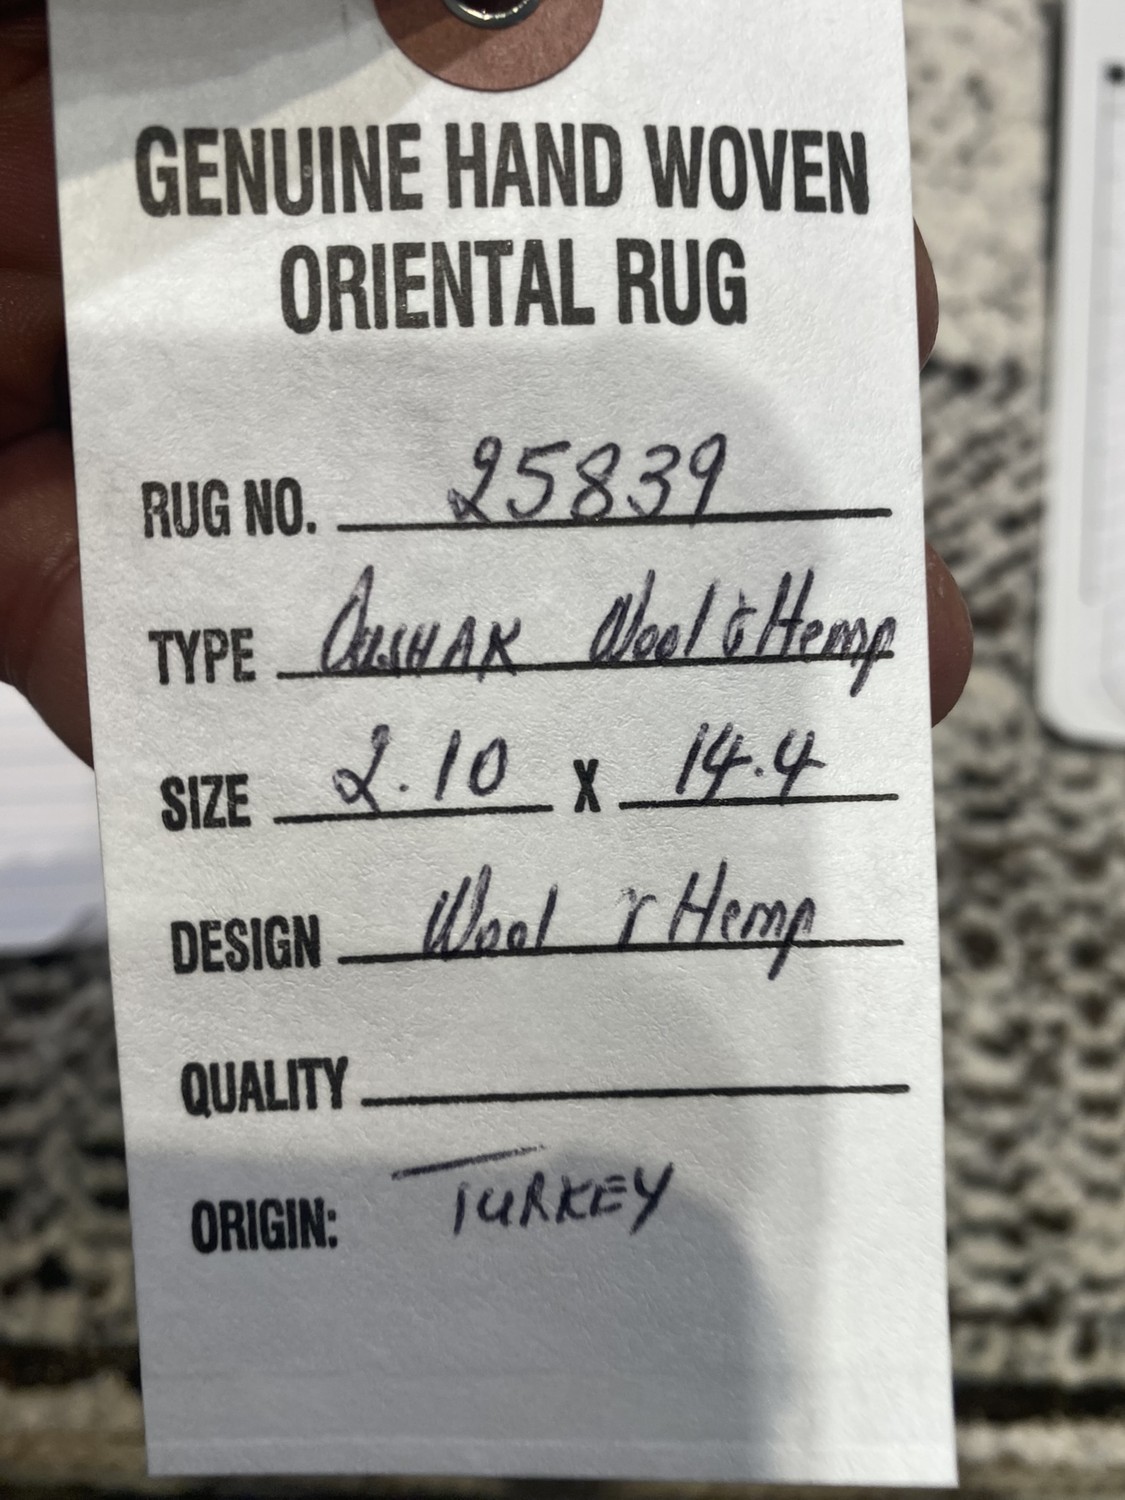 GENUINE HAND WOVEN
ORIENTAL RUG
RUG NO. 25839
TYPE Oushak Wool & Hemp
SIZE 2.10 X 14.4
DESIGN Wool & Hemp
QUALITY
ORIGIN: TURKEY